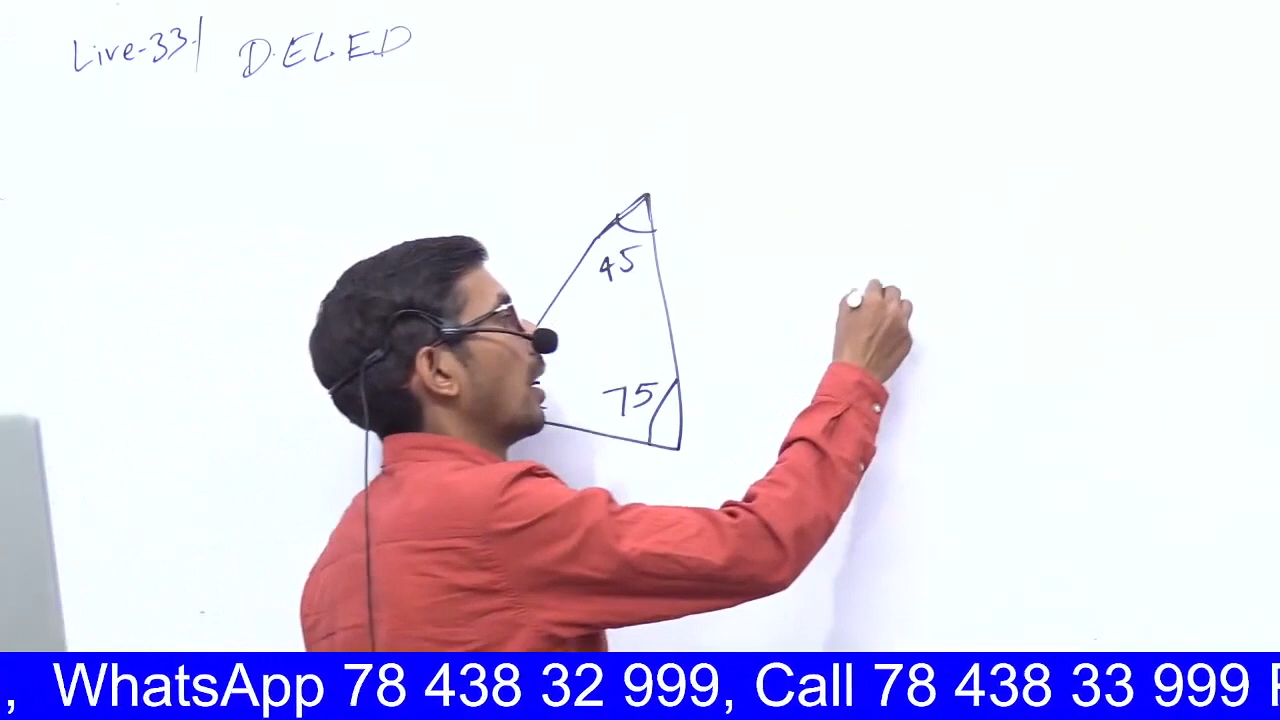 Live-33| D.EL.ED
45
75
, WhatsApp 78 438 32 999, Call 78 438 33 999